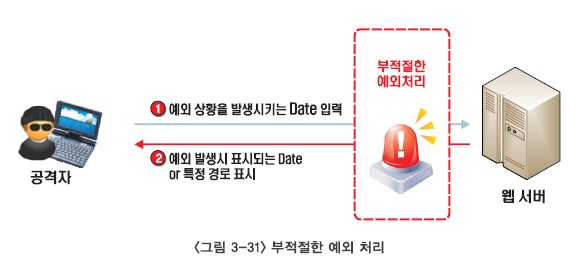 부적절한
예외처리
1 예외 상황을 발생시키는 Date 입력
2 예외 발생시 표시되는 Date
or 특정 경로 표시
공격자
웹 서버
〈그림 3-31〉 부적절한 예외 처리